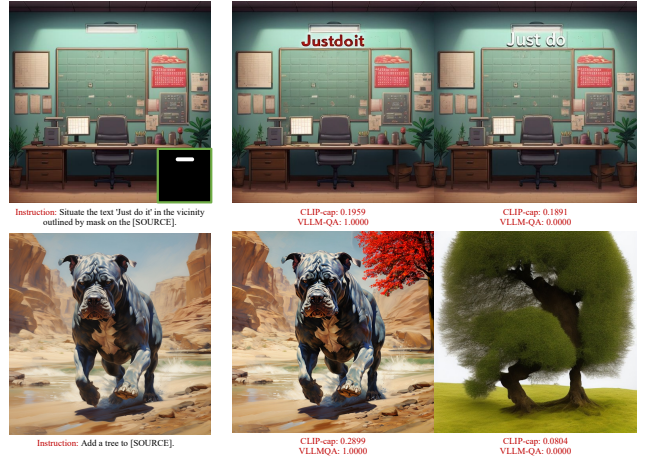 Justdoit
Just do
Instruction: Situate the text 'Just do it' in the vicinity
outlined by mask on the [SOURCE].
CLIP-cap: 0.1959
VLLM-QA: 1.0000
CLIP-cap: 0.1891
VLLM-QA: 0.0000
Instruction: Add a tree to [SOURCE].
CLIP-cap: 0.2899
VLLMQA: 1.0000
CLIP-cap: 0.0804
VLLM-QA: 0.0000